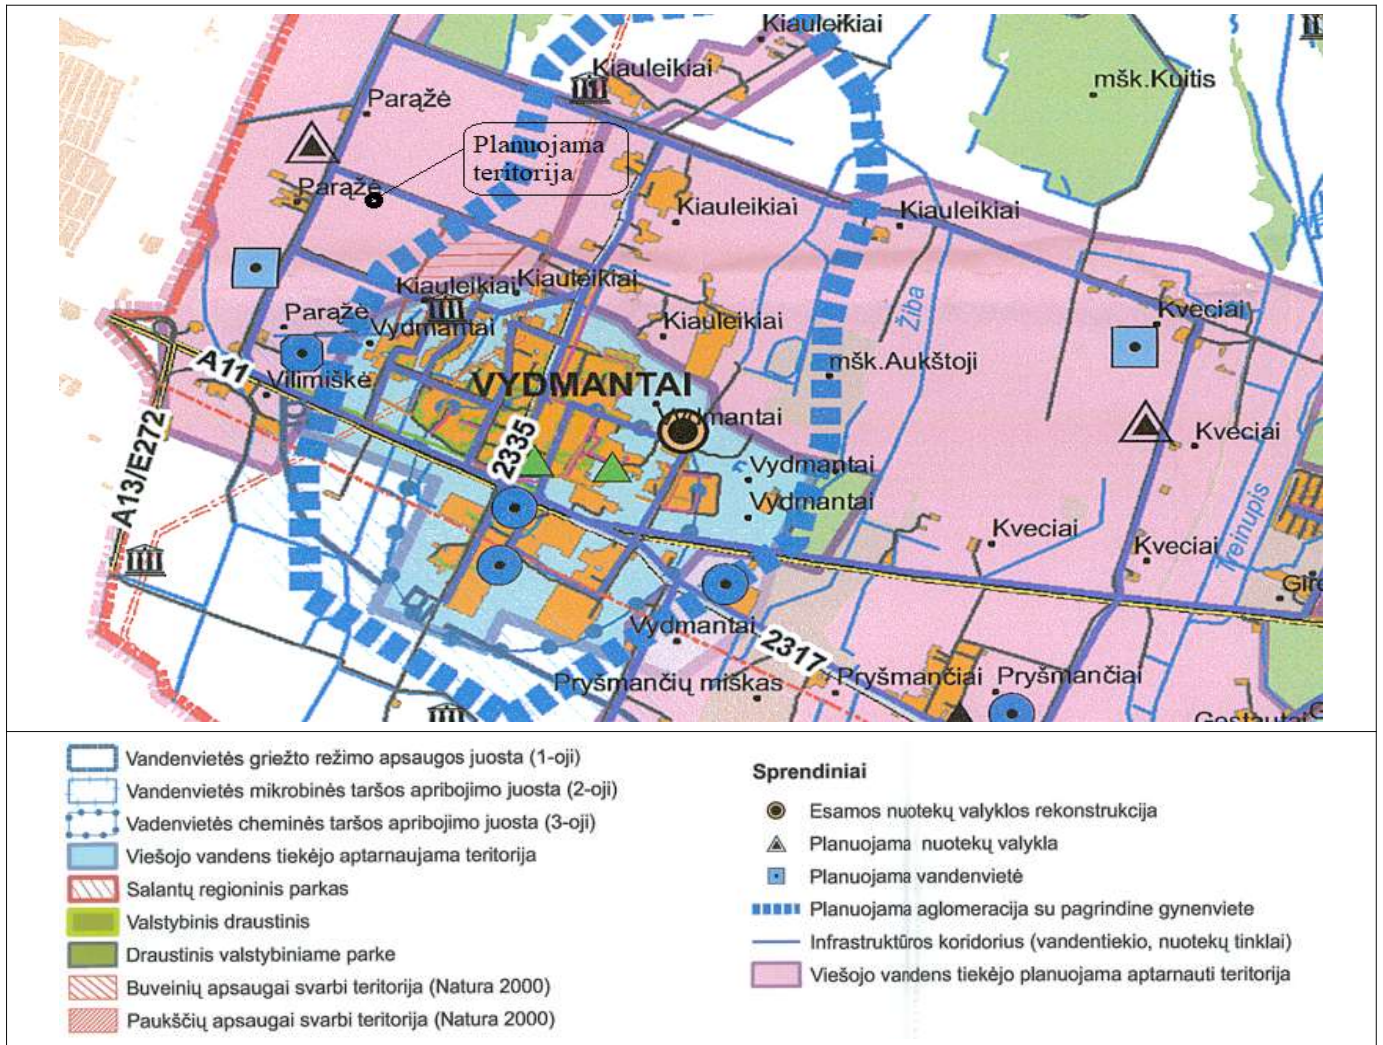 Kiauleikiai
Kiauleikiai
mšk.Kuitis
Parąžė
Planuojama
teritorija
Parąžė
Kiauleikiai
Kiauleikiai
Kiauleikiai
Kiauleikiai
Žiba
Parąžė
Vydmantai
Kiauleikiai
Kveciai
A11
Vilimiškė
VYDMANTAI
mšk.Aukštoji
Vydmantai
2335
Kveciai
A13/E272
Vydmantai
Vydmantai
Kveciai
Kveciai
Treinupis
Vydmantai
2317
Pryšmančių miškas
Pryšmančiai
Pryšmančiai
Vandenvietės griežto režimo apsaugos juosta (1-oji)
Vandenvietės mikrobinės taršos apribojimo juosta (2-oji)
Vadenvietės cheminės taršos apribojimo juosta (3-oji)
Viešojo vandens tiekėjo aptarnaujama teritorija
Salantų regioninis parkas
Valstybinis draustinis
Draustinis valstybiniame parke
Buveinių apsaugai svarbi teritorija (Natura 2000)
Paukščių apsaugai svarbi teritorija (Natura 2000)
Sprendiniai
Esamos nuotekų valyklos rekonstrukcija
Planuojama nuotekų valykla
Planuojama vandenvietė
Planuojama aglomeracija su pagrindine gynenviete
Infrastruktūros koridorius (vandentiekio, nuotekų tinklai)
Viešojo vandens tiekėjo planuojama aptarnauti teritorija